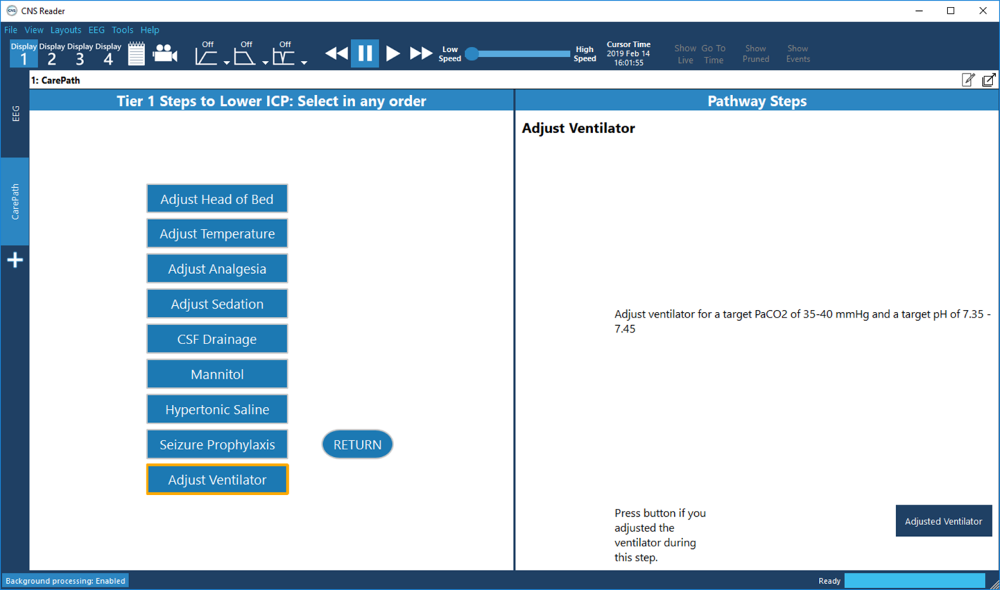 CNS CNS Reader
File View Layouts EEG Tools Help
Display 1 Display 2 Display 3 Display 4
Off Off Off
Low Speed
High Speed
Cursor Time
2019 Feb 14
16:01:55
Show Live
Go To Time
Show Pruned
Show Events
EEG
CarePath
1: CarePath
Tier 1 Steps to Lower ICP: Select in any order
Adjust Head of Bed
Adjust Temperature
Adjust Analgesia
Adjust Sedation
CSF Drainage
Mannitol
Hypertonic Saline
Seizure Prophylaxis
RETURN
Adjust Ventilator
Pathway Steps
Adjust Ventilator
Adjust ventilator for a target PaCO2 of 35-40 mmHg and a target pH of 7.35 -
7.45
Press button if you
adjusted the
ventilator during
this step.
Adjusted Ventilator
Background processing: Enabled
Ready